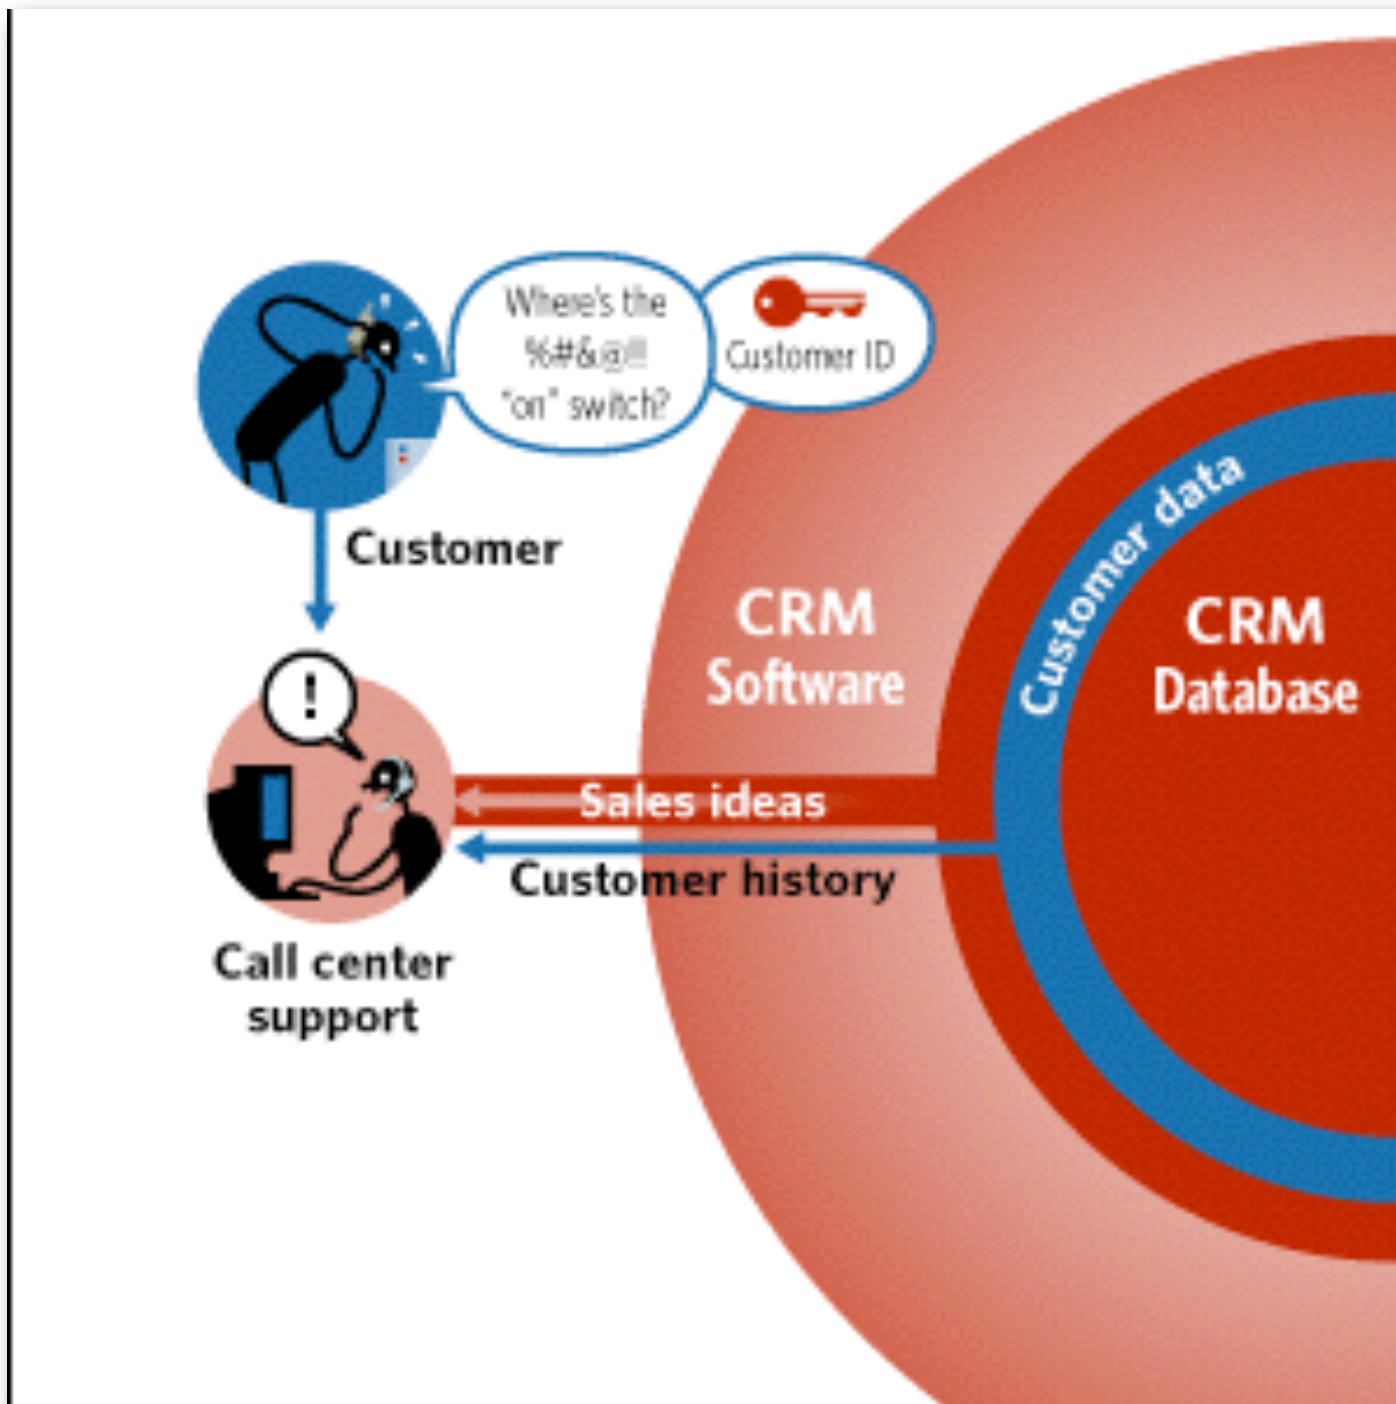 Where's the
%#&@!!!
"on" switch?
Customer ID
Customer
!
CRM
Software
Customer data
CRM
Database
Sales ideas
Customer history
Call center
support